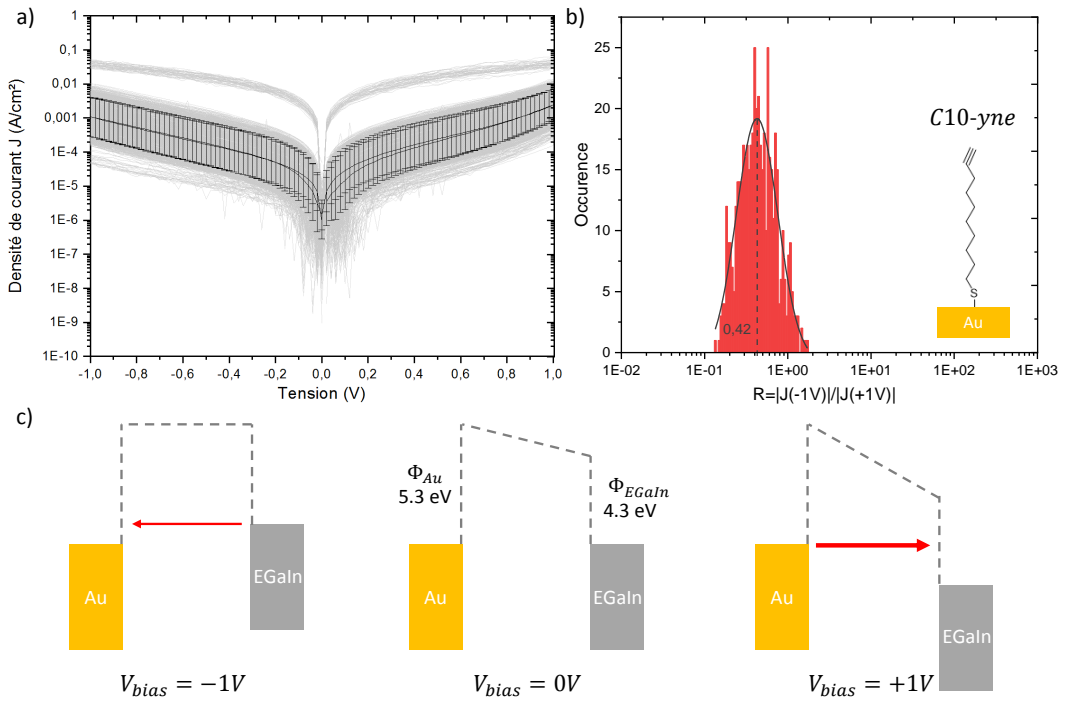 a)
Densité de courant J (A/cm²)
1
0,1
0,01
0,001
1E-4
1E-5
1E-6
1E-7
1E-8
1E-9
1E-10
-1,0
-0,8
-0,6
-0,4
-0,2
0,0
0,2
0,4
0,6
0,8
1,0
Tension (V)
b)
Occurence
25
20
15
10
5
0
1E-02
1E-01
1E+00
1E+01
1E+02
1E+03
R=|J(-1V)|/|J(+1V)|
0,42
C10-yne
S
Au
c)
Au
EGaIn
V_bias = −1V
Φ_Au
5.3 eV
Φ_EGaIn
4.3 eV
Au
EGaIn
V_bias = 0V
Au
EGaIn
V_bias = +1V